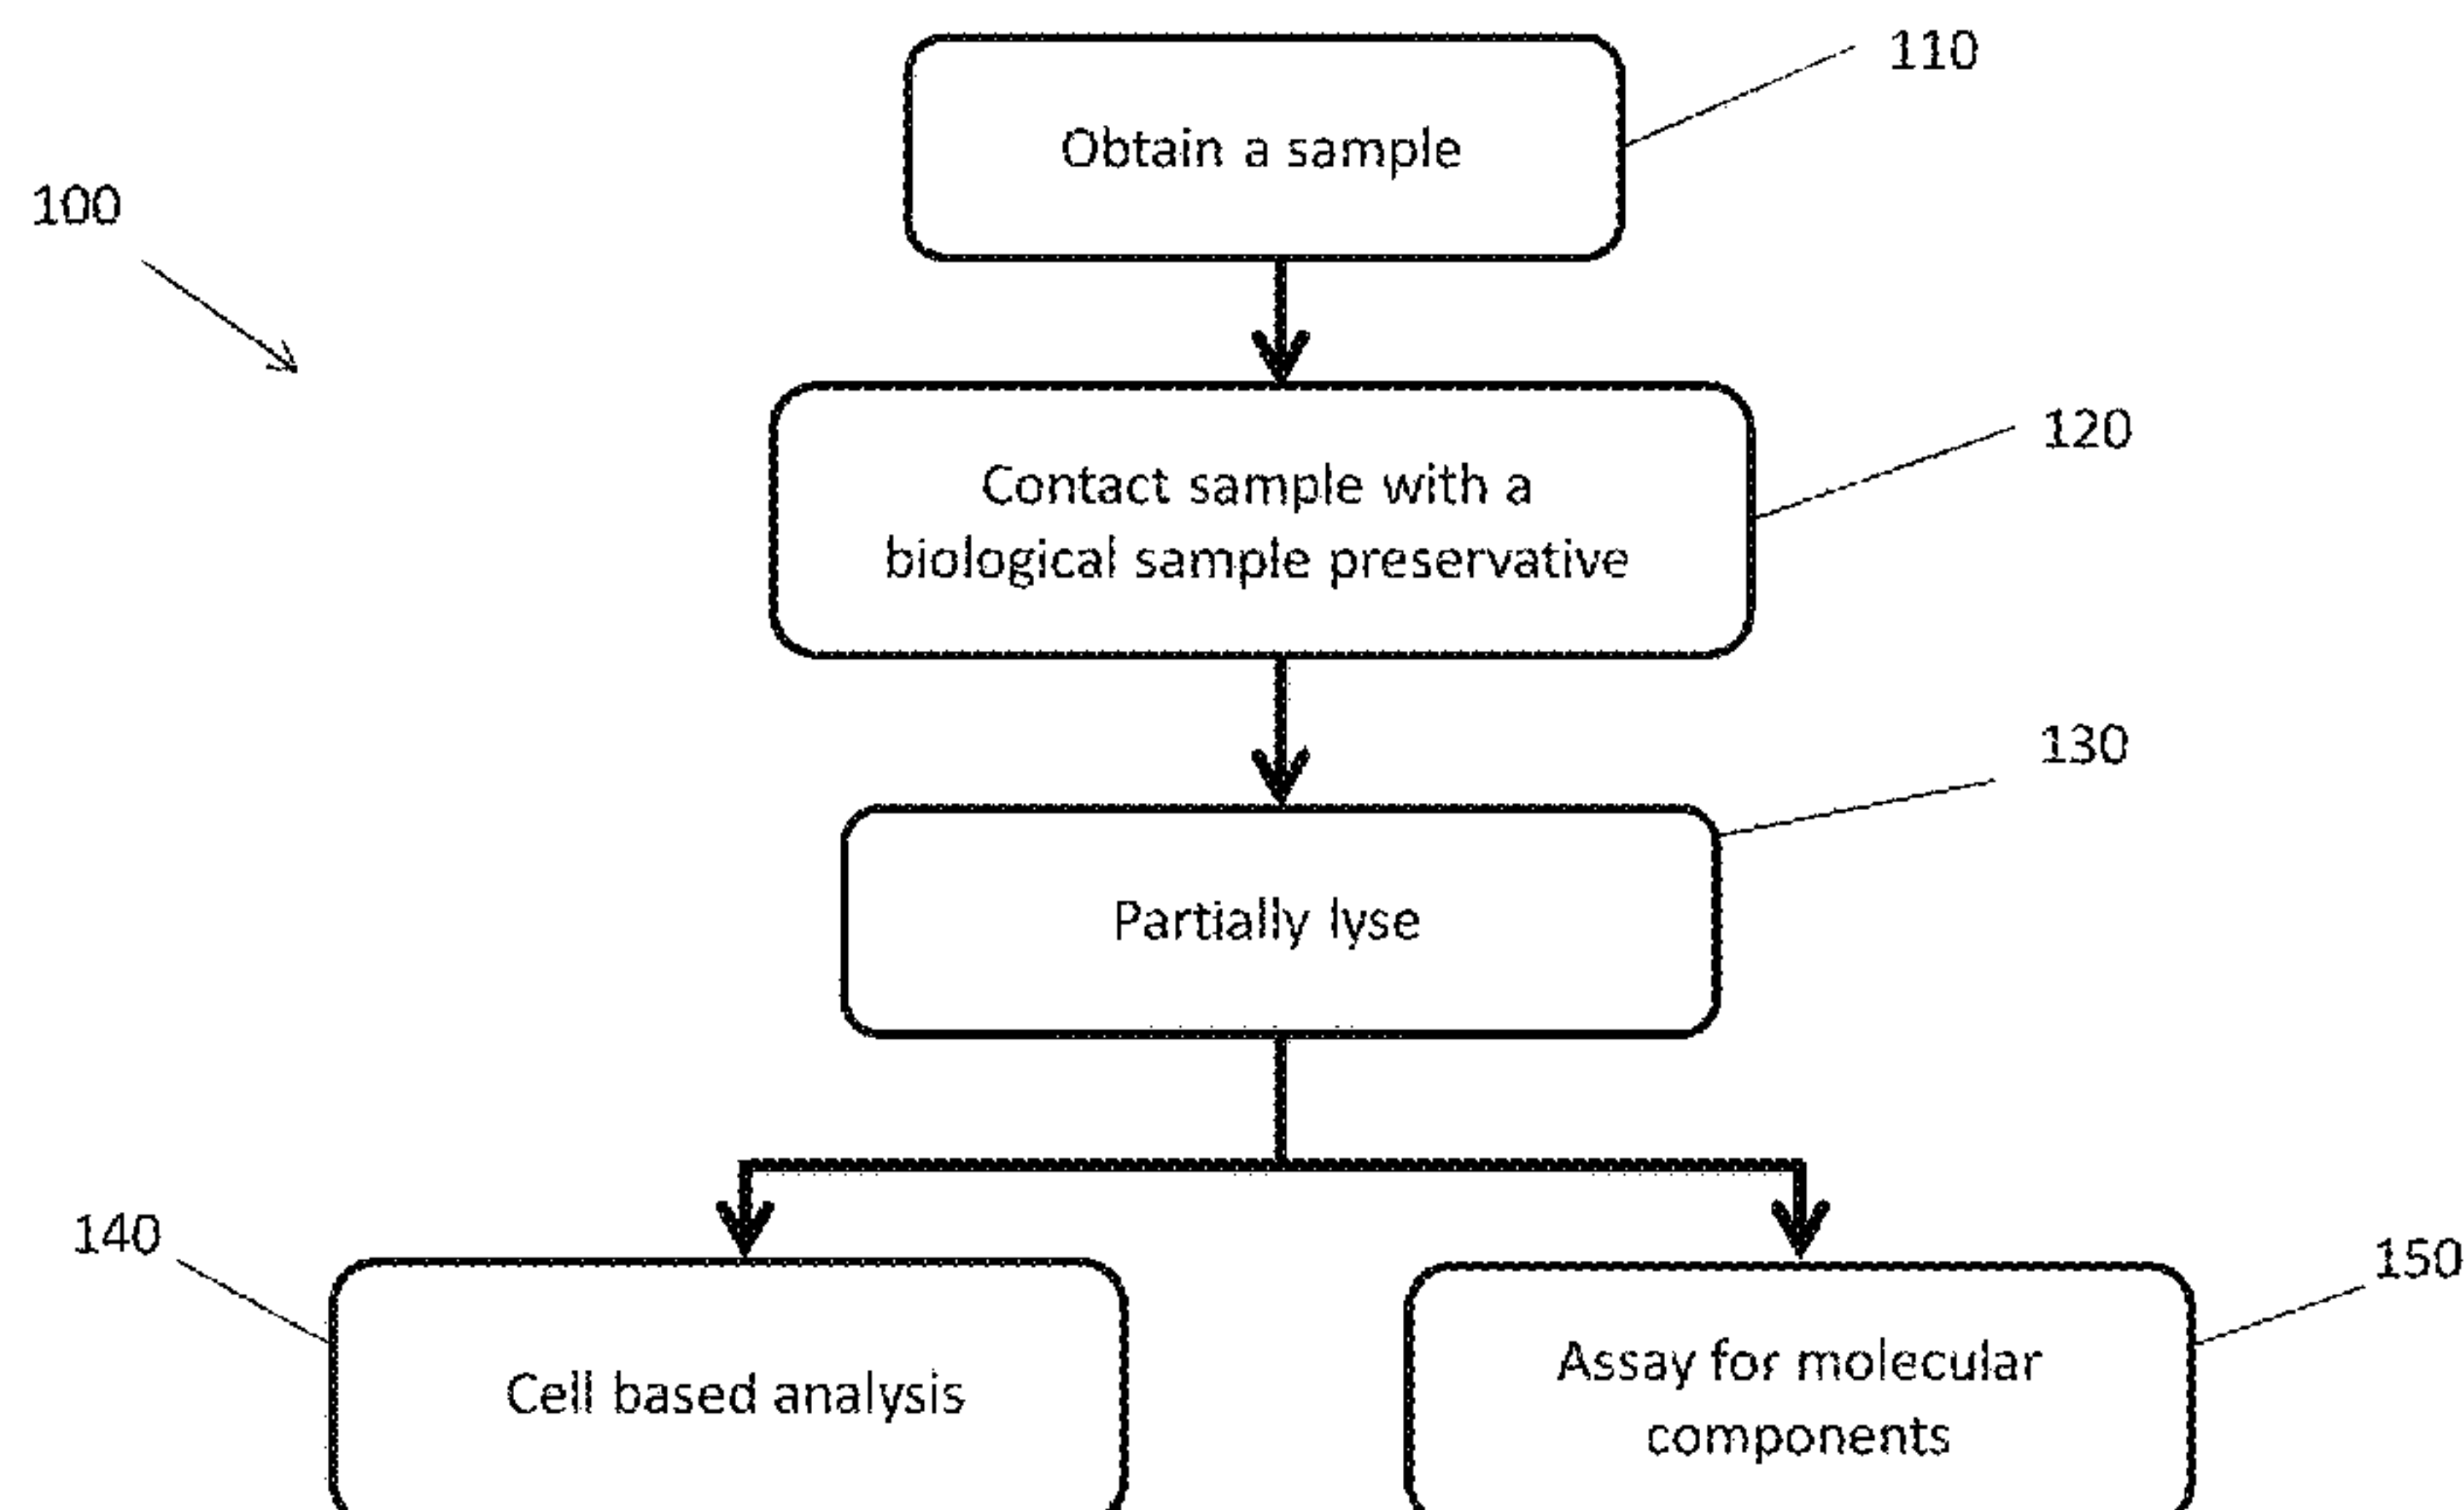 110
Obtain a sample
100
120
Contact sample with a
biological sample preservative
130
Partially lyse
140
Cell based analysis
150
Assay for molecular
components